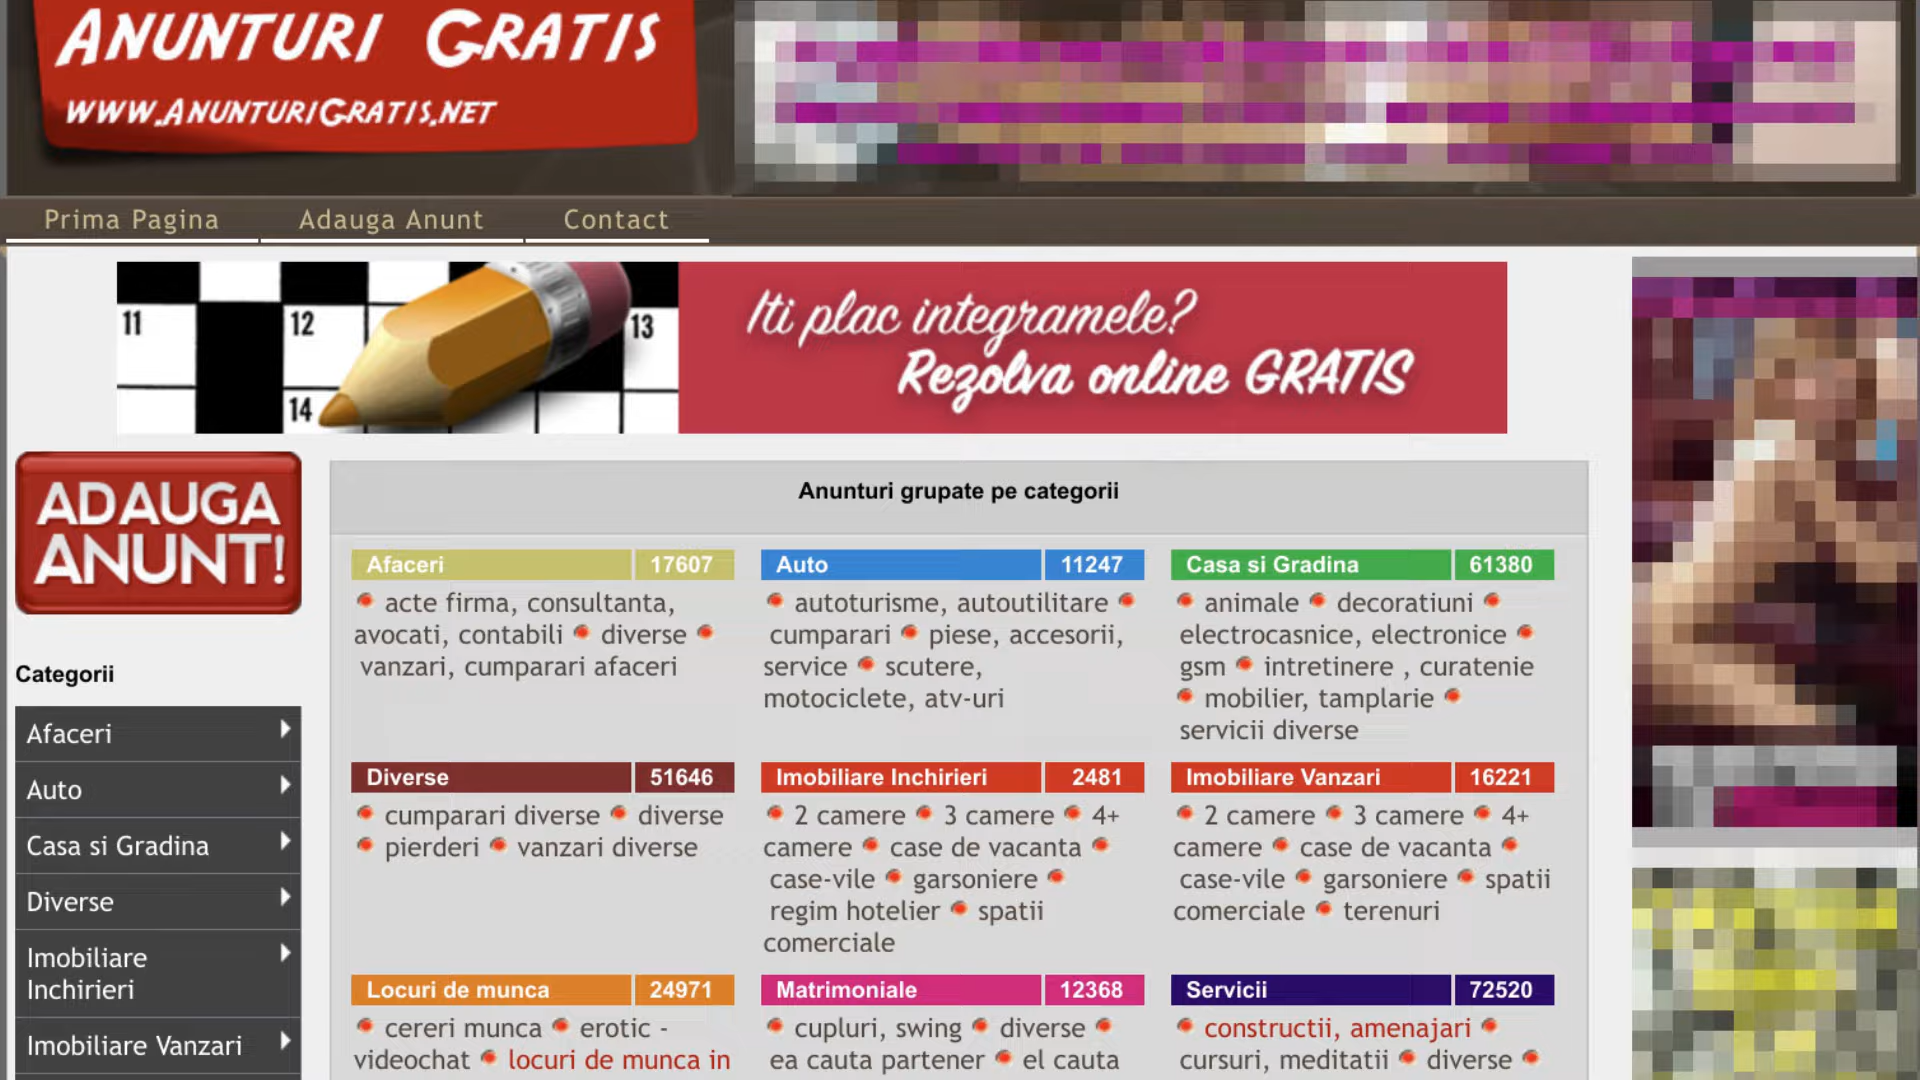 ANUNTURI GRATIS
WWW.ANUNTURIGRATIS.NET
Prima Pagina
Adauga Anunt
Contact
11
12
13
14
Iti plac integramele?
Rezolva online GRATIS
ADAUGA
ANUNT!
Categorii
Afaceri
Auto
Casa si Gradina
Diverse
Imobiliare
Inchirieri
Imobiliare Vanzari
Anunturi grupate pe categorii
Afaceri 17607
acte firma, consultanta,
avocati, contabili diverse
vanzari, cumparari afaceri
Auto 11247
autoturisme, autoutilitare
cumparari piese, accesorii,
service scutere,
motociclete, atv-uri
Casa si Gradina 61380
animale decoratiuni
electrocasnice, electronice
gsm intretinere , curatenie
mobilier, tamplarie
servicii diverse
Diverse 51646
cumparari diverse diverse
pierderi vanzari diverse
Imobiliare Inchirieri 2481
2 camere 3 camere 4+
camere case de vacanta
case-vile garsoniere
regim hotelier spatii
comerciale
Imobiliare Vanzari 16221
2 camere 3 camere 4+
camere case de vacanta
case-vile garsoniere spatii
comerciale terenuri
Locuri de munca 24971
cereri munca erotic -
videochat locuri de munca in
Matrimoniale 12368
cupluri, swing diverse
ea cauta partener el cauta
Servicii 72520
constructii, amenajari
cursuri, meditatii diverse